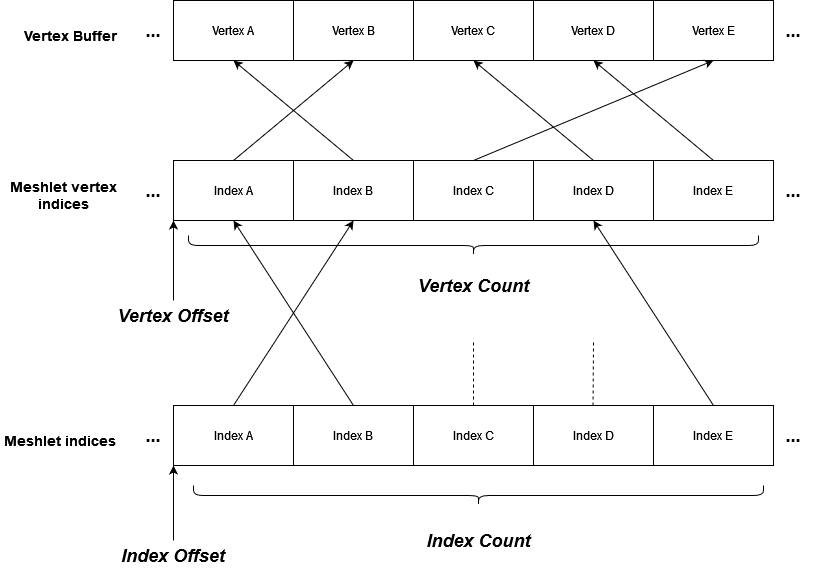 Vertex Buffer ... Vertex A Vertex B Vertex C Vertex D Vertex E ...
Meshlet vertex
indices ... Index A Index B Index C Index D Index E ...
Vertex Count
Vertex Offset
Meshlet indices ... Index A Index B Index C Index D Index E ...
Index Count
Index Offset